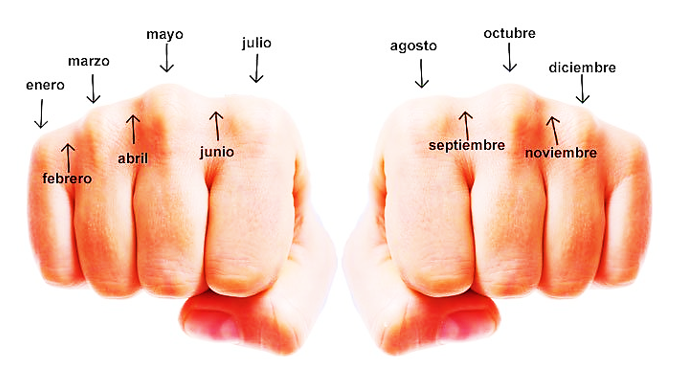 enero
febrero
marzo
abril
mayo
junio
julio
agosto
septiembre
octubre
noviembre
diciembre